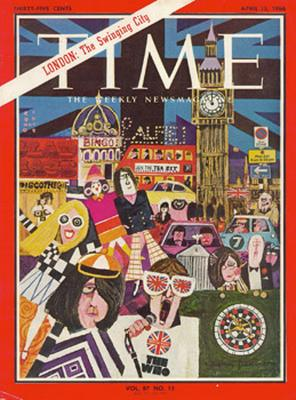 THIRTY-FIVE CENTS
APRIL 15, 1966
LONDON: The Swinging City
TIME
THE WEEKLY NEWSMAGAZINE
ALFIE!
BINGO
DISCOTHEQUE
7
THE
WHO
VOL. 87 NO. 15